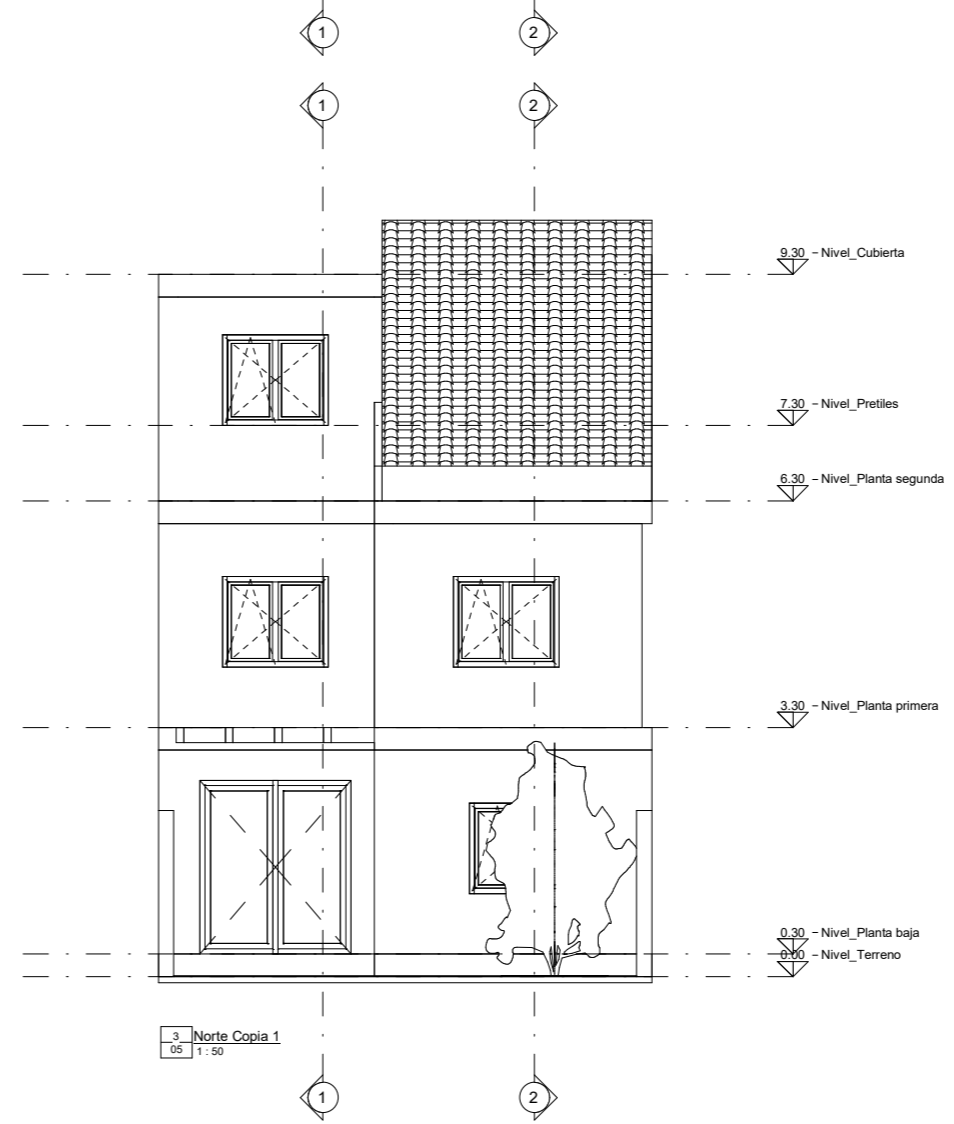 1
2
1
2
9.30 – Nivel_Cubierta
7.30 – Nivel_Pretiles
6.30 – Nivel_Planta segunda
3.30 – Nivel_Planta primera
0.30 – Nivel_Planta baja
0.00 – Nivel_Terreno
3 Norte Copia 1
05 1 : 50
1
2